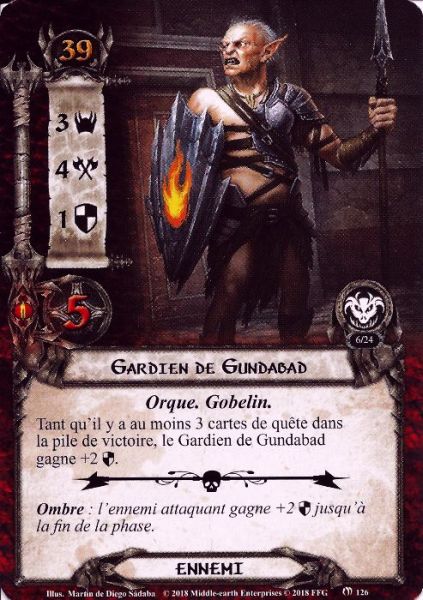 39
3
4
1
5
6/24
Gardien de Gundabad
Orque. Gobelin.
Tant qu'il y a au moins 3 cartes de quête dans
la pile de victoire, le Gardien de Gundabad
gagne +2 .
Ombre : l'ennemi attaquant gagne +2 jusqu'à
la fin de la phase.
ENNEMI
Illus. Martin de Diego Sádaba © 2018 Middle-earth Enterprises © 2018 FFG 126